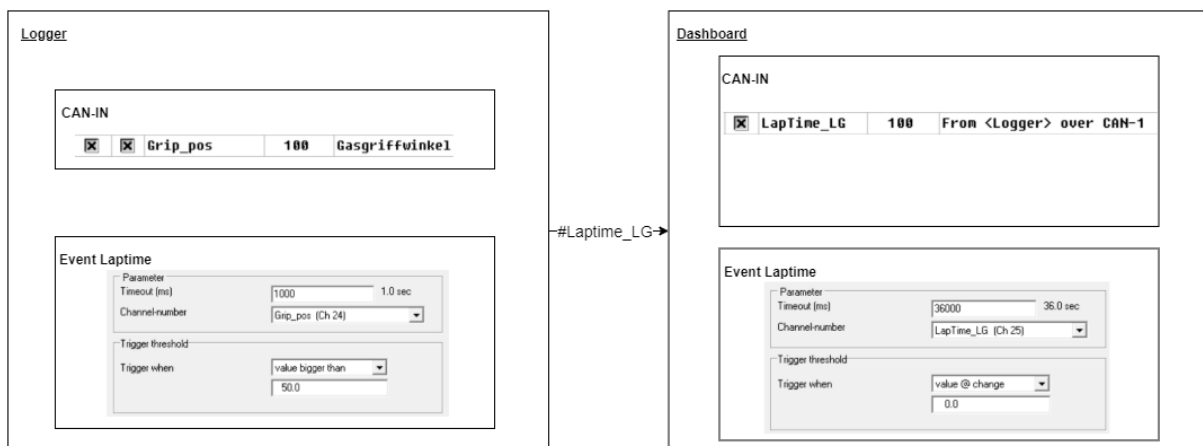 Logger
CAN-IN
Grip_pos 100 Gasgriffwinkel
Event Laptime
Parameter
Timeout (ms) 1000 1.0 sec
Channel-number Grip_pos (Ch 24)
Trigger threshold
Trigger when value bigger than
50.0
#Laptime_LG
Dashboard
CAN-IN
LapTime_LG 100 From <Logger> over CAN-1
Event Laptime
Parameter
Timeout (ms) 36000 36.0 sec
Channel-number LapTime_LG (Ch 25)
Trigger threshold
Trigger when value @ change
0.0